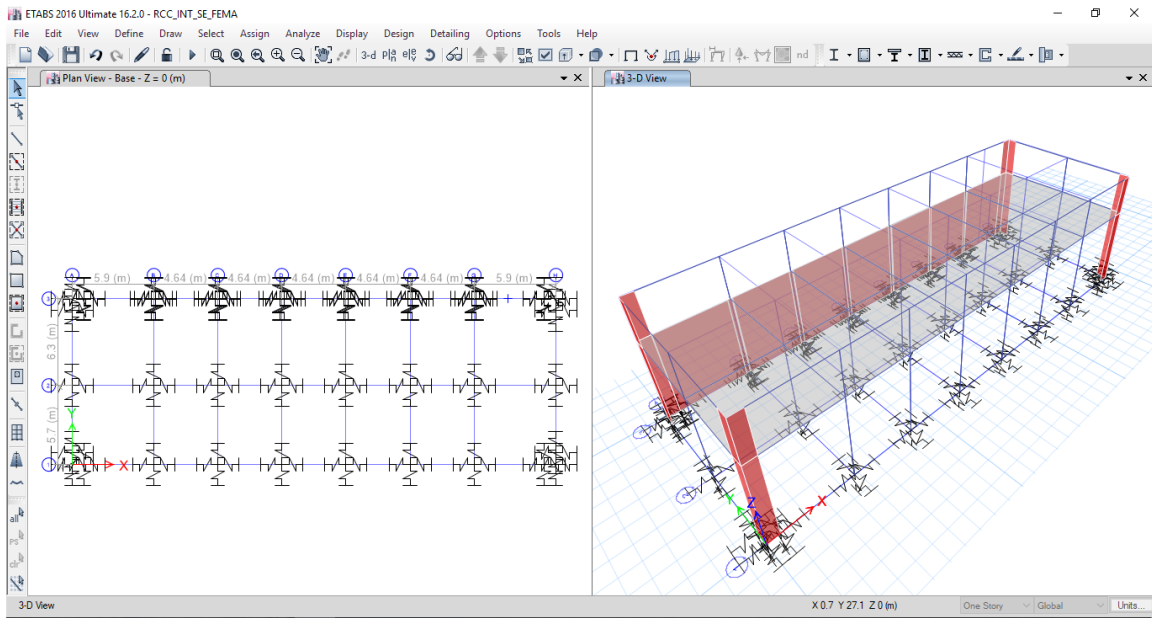 ETABS 2016 Ultimate 16.2.0 - RCC_INT_SE_FEMA
File Edit View Define Draw Select Assign Analyze Display Design Detailing Options Tools Help
3-d nd
Plan View - Base - Z = 0 (m)
3-D View
all
PS
clr
5.9 (m) 4.64 (m) 4.64 (m) 4.64 (m) 4.64 (m) 4.64 (m) 5.9 (m)
6.3 (m)
5.7 (m)
Y
X
Y Z X
3-D View
X 0.7 Y 27.1 Z 0 (m)
One Story
Global
Units...